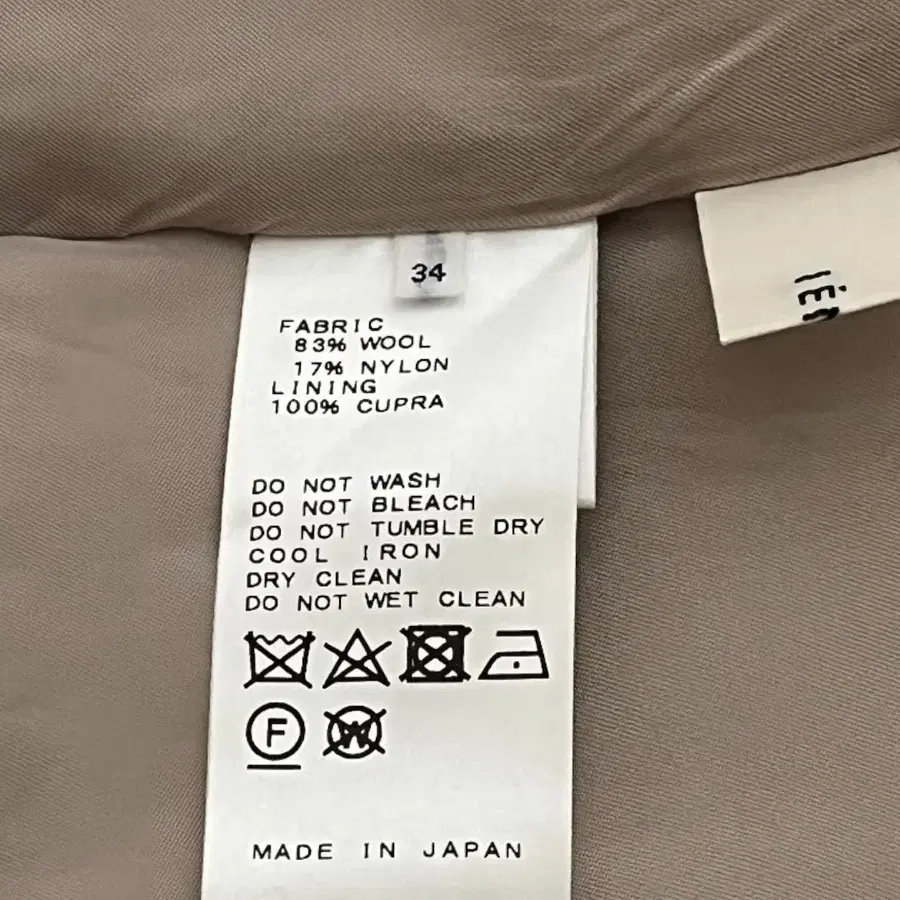 34
FABRIC
83% WOOL
17% NYLON
LINING
100% CUPRA
DO NOT WASH
DO NOT BLEACH
DO NOT TUMBLE DRY
COOL IRON
DRY CLEAN
DO NOT WET CLEAN
F
W
MADE IN JAPAN